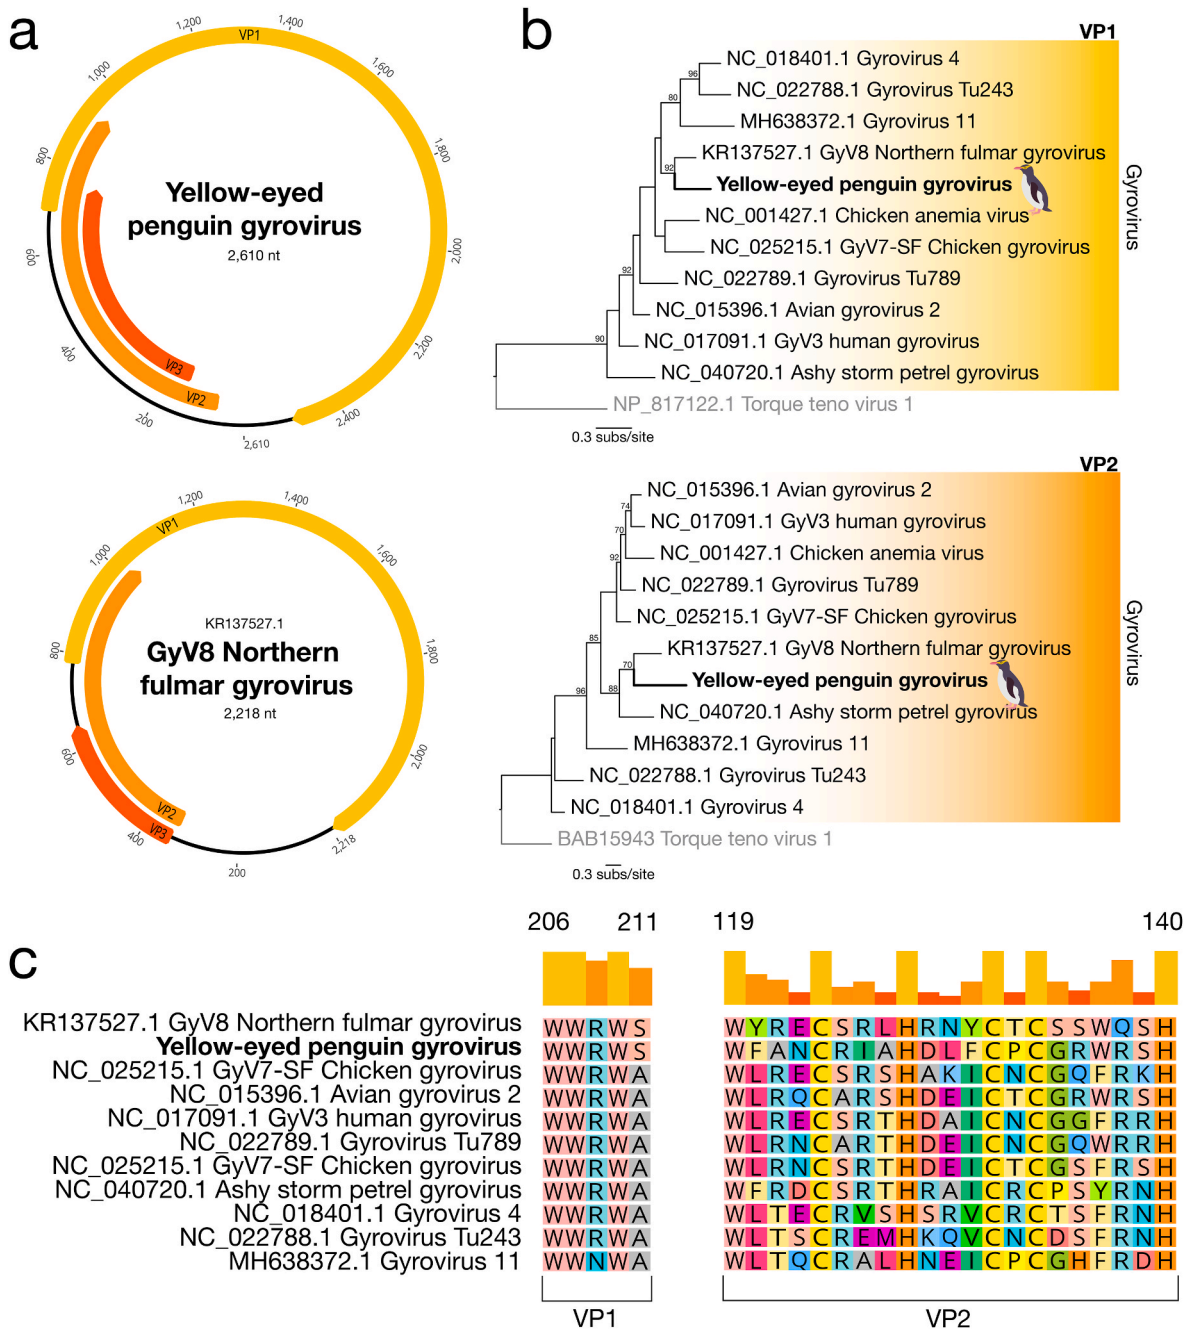 a
1,200
1,400
VP1
1,000
1,600
800
1,800
Yellow-eyed
penguin gyrovirus
2,610 nt
600
2,000
400
2,200
VP3
VP2
200
2,400
2,610
1,200
1,400
VP1
1,000
1,600
KR137527.1
800
1,800
GyV8 Northern
fulmar gyrovirus
2,218 nt
600
2,000
VP2
VP3
400
2,218
200
b
VP1
NC_018401.1 Gyrovirus 4
96
NC_022788.1 Gyrovirus Tu243
80
MH638372.1 Gyrovirus 11
KR137527.1 GyV8 Northern fulmar gyrovirus
92
Yellow-eyed penguin gyrovirus
NC_001427.1 Chicken anemia virus
NC_025215.1 GyV7-SF Chicken gyrovirus
92
NC_022789.1 Gyrovirus Tu789
NC_015396.1 Avian gyrovirus 2
90
NC_017091.1 GyV3 human gyrovirus
NC_040720.1 Ashy storm petrel gyrovirus
NP_817122.1 Torque teno virus 1
0.3 subs/site
Gyrovirus
VP2
NC_015396.1 Avian gyrovirus 2
74
NC_017091.1 GyV3 human gyrovirus
70
NC_001427.1 Chicken anemia virus
92
NC_022789.1 Gyrovirus Tu789
NC_025215.1 GyV7-SF Chicken gyrovirus
85
KR137527.1 GyV8 Northern fulmar gyrovirus
70
Yellow-eyed penguin gyrovirus
88
96
NC_040720.1 Ashy storm petrel gyrovirus
MH638372.1 Gyrovirus 11
NC_022788.1 Gyrovirus Tu243
NC_018401.1 Gyrovirus 4
BAB15943 Torque teno virus 1
0.3 subs/site
Gyrovirus
c
206 211 119 140
KR137527.1 GyV8 Northern fulmar gyrovirus WWRWS WYRECSRLHRNYCTCSSWQSH
Yellow-eyed penguin gyrovirus WWRWS WFANCRIAHDLFCPCGRWRSH
NC_025215.1 GyV7-SF Chicken gyrovirus WWRWA WLRECSRSHAKICNCGQFRKH
NC_015396.1 Avian gyrovirus 2 WWRWA WLRQCARSHDEICTCGRWRSH
NC_017091.1 GyV3 human gyrovirus WWRWA WLRECSRTHDAICNCGGFRRH
NC_022789.1 Gyrovirus Tu789 WWRWA WLRNCARTHDEICNCGQWRRH
NC_025215.1 GyV7-SF Chicken gyrovirus WWRWA WLRNCSRTHDEICTCGSFRSH
NC_040720.1 Ashy storm petrel gyrovirus WWRWA WFRDCSRTHRAICRCPSYRNH
NC_018401.1 Gyrovirus 4 WWRWA WLTECRVSHSRVCRCTSFRNH
NC_022788.1 Gyrovirus Tu243 WWRWA WLTSCREMHKQVCNCDSFRNH
MH638372.1 Gyrovirus 11 WWNWA WLTQCRALHNEICPCGHFRDH
VP1 VP2